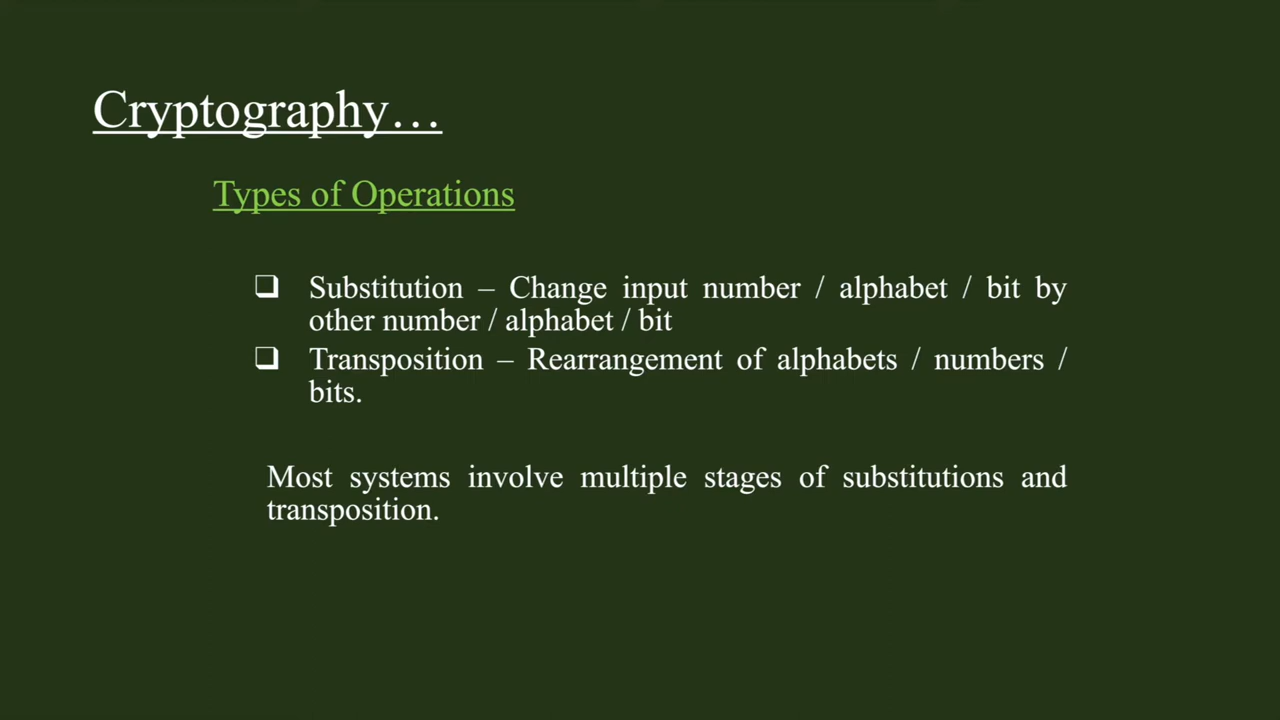 Cryptography…
Types of Operations
❑ Substitution – Change input number / alphabet / bit by
other number / alphabet / bit
❑ Transposition – Rearrangement of alphabets / numbers /
bits.
Most systems involve multiple stages of substitutions and
transposition.